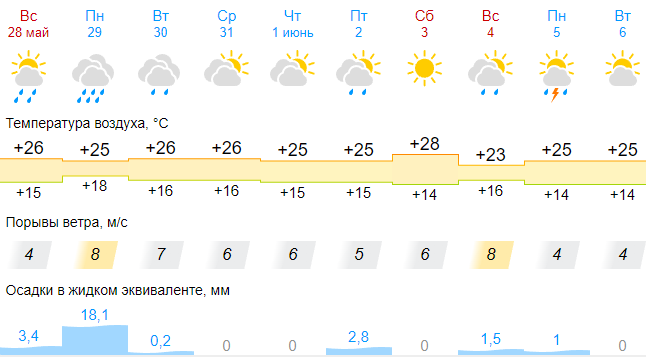 Вс Пн Вт Ср Чт Пт Сб Вс Пн Вт
28 май 29 30 31 1 июнь 2 3 4 5 6
Температура воздуха, °C
+26 +25 +26 +26 +25 +25 +28 +23 +25 +25
+15 +18 +16 +16 +15 +15 +14 +16 +14 +14
Порывы ветра, м/с
4 8 7 6 6 5 6 8 4 4
Осадки в жидком эквиваленте, мм
3,4 18,1 0,2 0 0 2,8 0 1,5 1 0